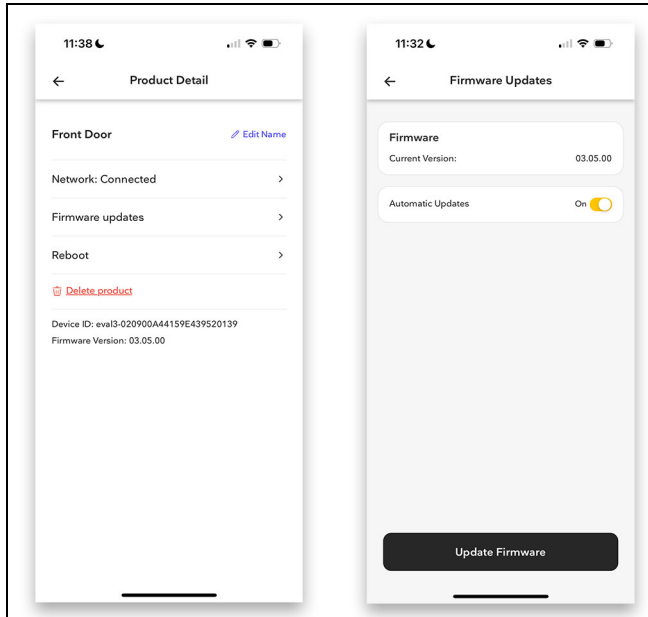 11:38
Product Detail
Front Door
Edit Name
Network: Connected
Firmware updates
Reboot
Delete product
Device ID: eval3-020900A44159E439520139
Firmware Version: 03.05.00
11:32
Firmware Updates
Firmware
Current Version: 03.05.00
Automatic Updates On
Update Firmware